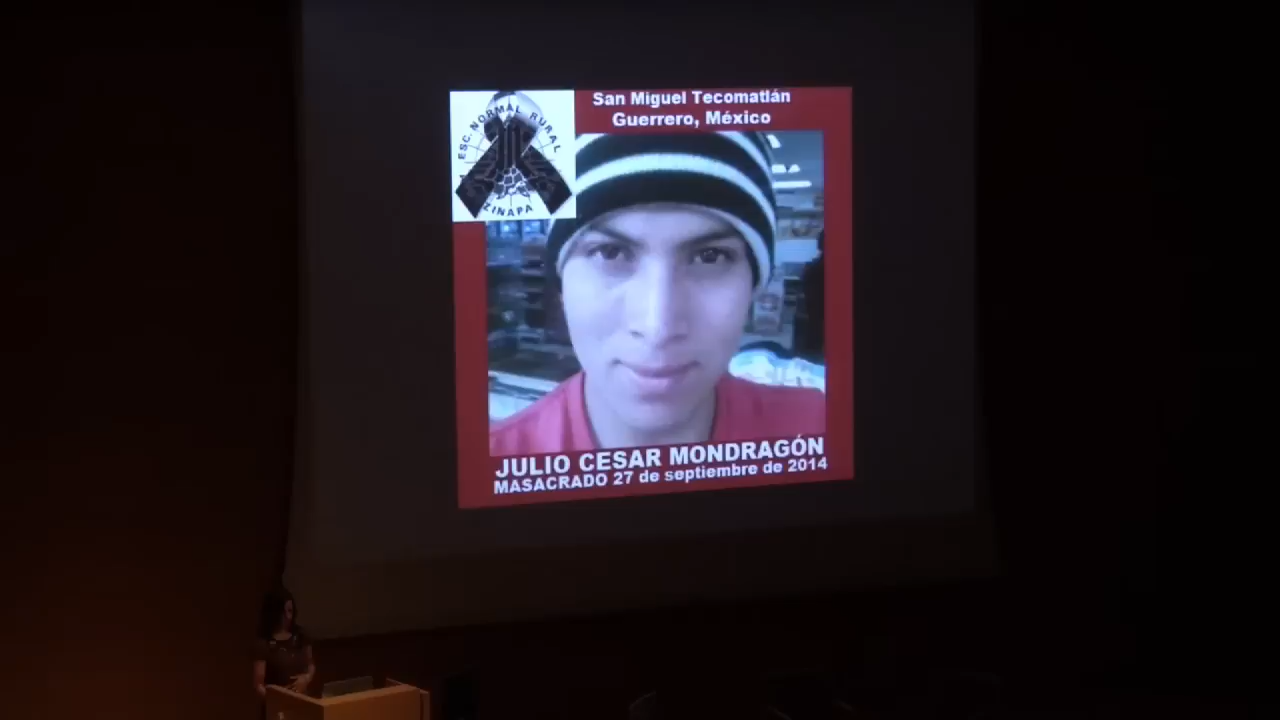 San Miguel Tecomatlán
Guerrero, México
ESC. NORMAL RURAL
ZINAPA
JULIO CESAR MONDRAGÓN
MASACRADO 27 de septiembre de 2014